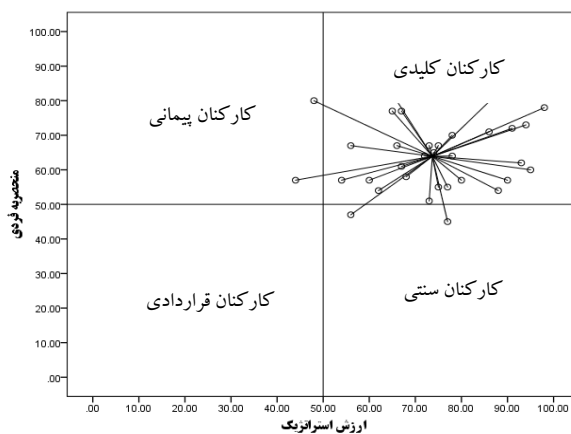 100.00
90.00
80.00
70.00
60.00
50.00
40.00
30.00
20.00
10.00
.00
منحصربه فردی
کارکنان کلیدی
کارکنان پیمانی
کارکنان قراردادی
کارکنان سنتی
.00 10.00 20.00 30.00 40.00 50.00 60.00 70.00 80.00 90.00 100.00
ارزش استراتژیک